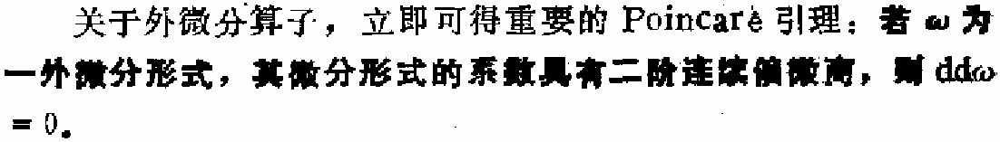 关于外微分算子，立即可得重要的 Poincarè 引理：若 ω 为
一外微分形式，其微分形式的系数具有二阶连续偏微商，则 ddω
= 0。